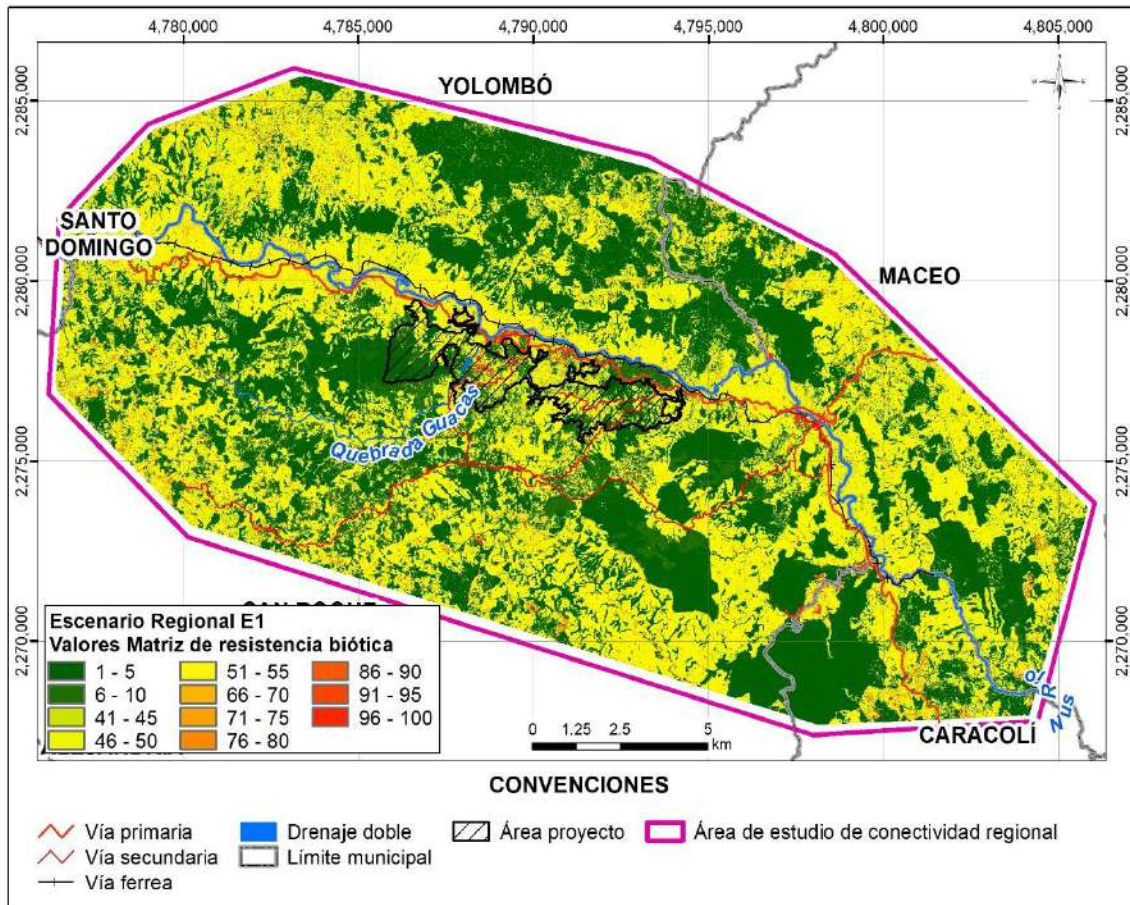 4,780,000 4,785,000 4,790,000 4,795,000 4,800,000 4,805,000
YOLOMBÓ
2,285,000 2,285,000
SANTO
DOMINGO
MACEO
2,280,000 2,280,000
Quebrada Guacas
2,275,000 2,275,000
2,270,000 2,270,000
Escenario Regional E1
Valores Matriz de resistencia biótica
1 - 5 51 - 55 86 - 90
6 - 10 66 - 70 91 - 95
41 - 45 71 - 75 96 - 100
46 - 50 76 - 80
0 1.25 2.5 5
km
CARACOLÍ
CONVENCIONES
Vía primaria Drenaje doble Área proyecto Área de estudio de conectividad regional
Vía secundaria Límite municipal
Vía ferrea